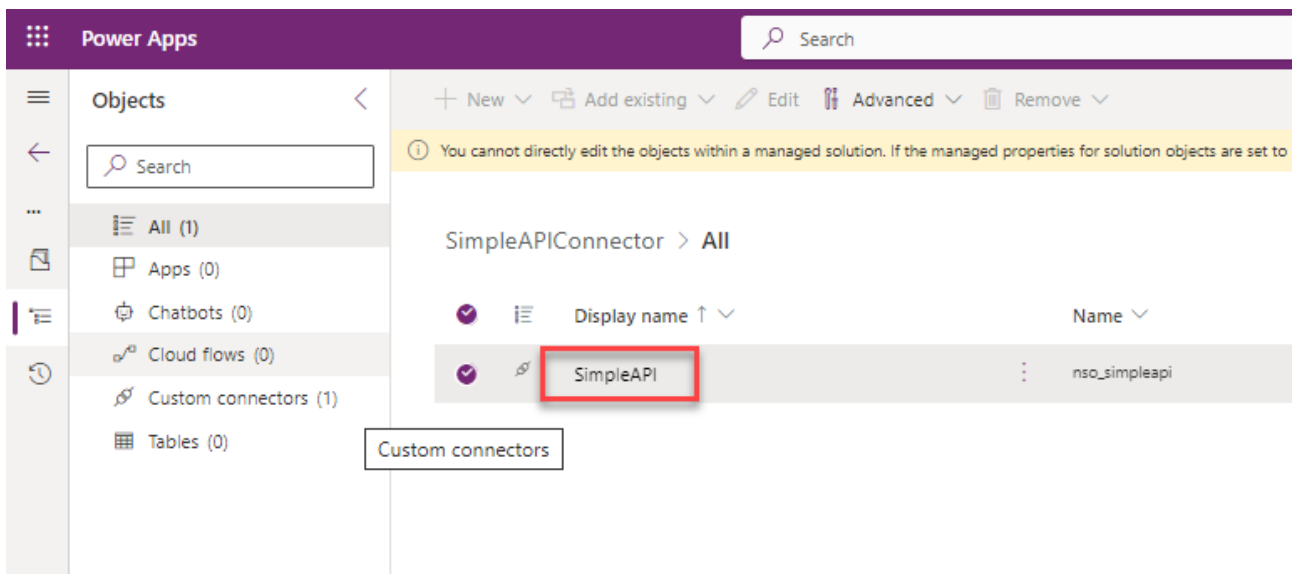 Power Apps
Search
Objects
New Add existing Edit Advanced Remove
You cannot directly edit the objects within a managed solution. If the managed properties for solution objects are set to
Search
...
All (1)
SimpleAPIConnector > All
Apps (0)
Chatbots (0)
Display name ↑ Name
Cloud flows (0)
SimpleAPI nso_simpleapi
Custom connectors (1)
Tables (0)
Custom connectors